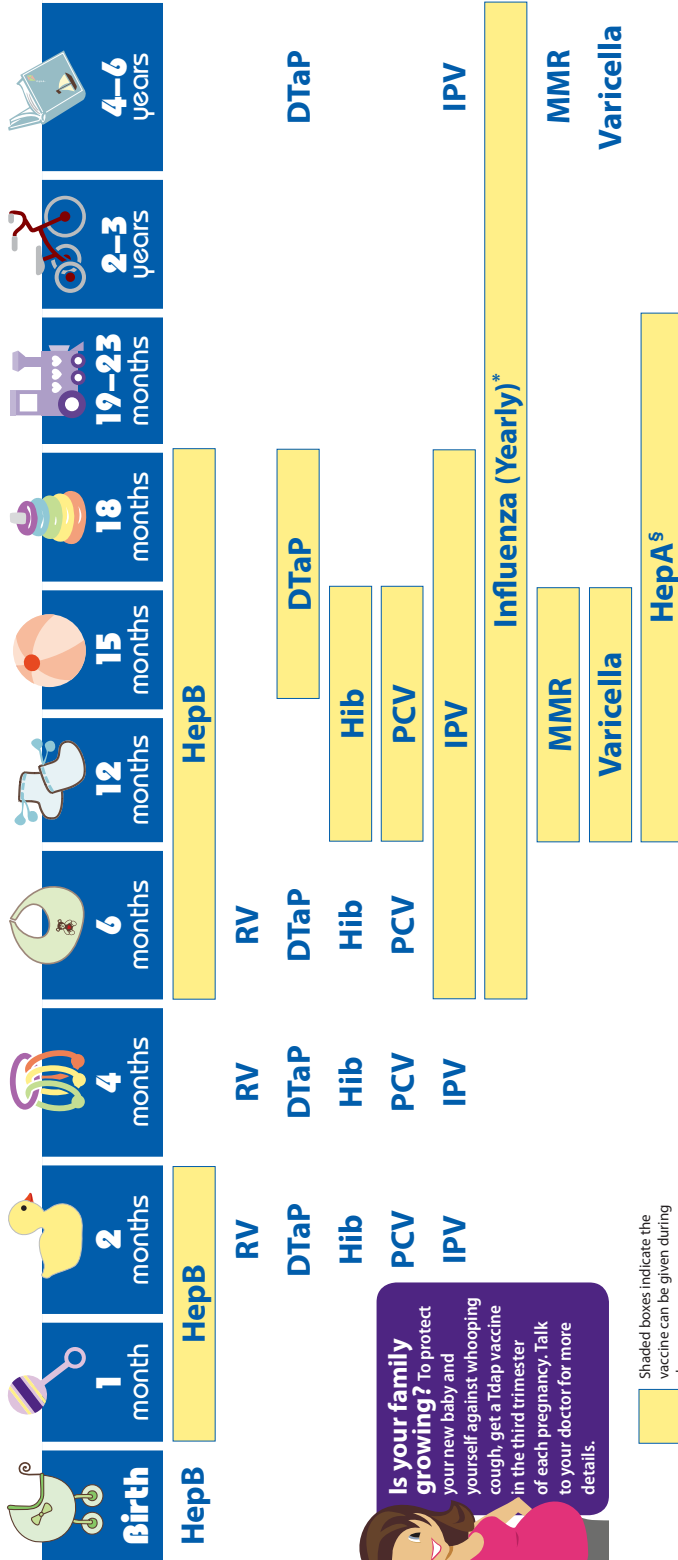 Birth
1
month
2
months
4
months
6
months
12
months
15
months
18
months
19–23
months
2–3
years
4–6
years
HepB
HepB
HepB
RV
RV
RV
DTaP
DTaP
DTaP
DTaP
DTaP
Hib
Hib
Hib
Hib
PCV
PCV
PCV
PCV
IPV
IPV
IPV
IPV
Influenza (Yearly)*
MMR
MMR
Varicella
Varicella
HepA§
Is your family
growing? To protect
your new baby and
yourself against whooping
cough, get a Tdap vaccine
in the third trimester
of each pregnancy. Talk
to your doctor for more
details.
Shaded boxes indicate the
vaccine can be given during